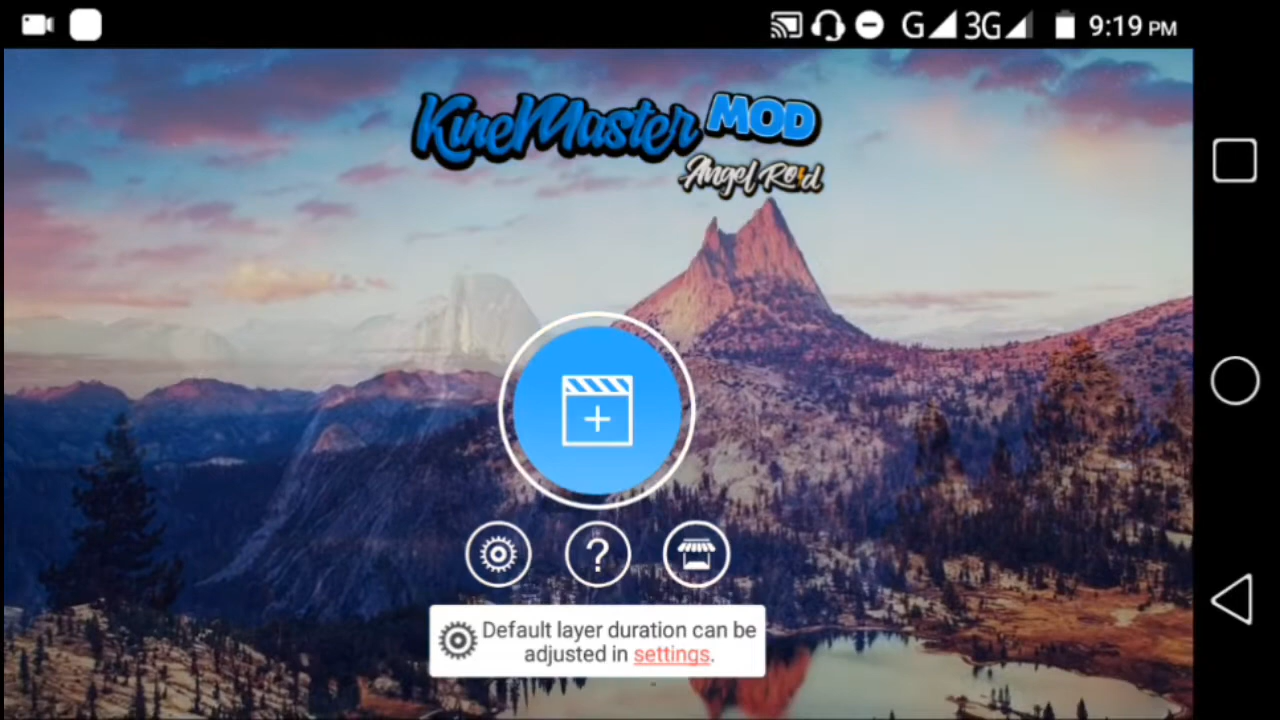 G 3G 9:19 PM
KineMaster MOD
Angel Roid
?
Default layer duration can be
adjusted in settings.